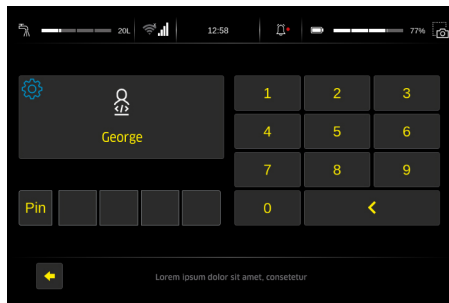 20L 12:58 77%
1 2 3
George
4 5 6
7 8 9
Pin 0
Lorem ipsum dolor sit amet, consetetur